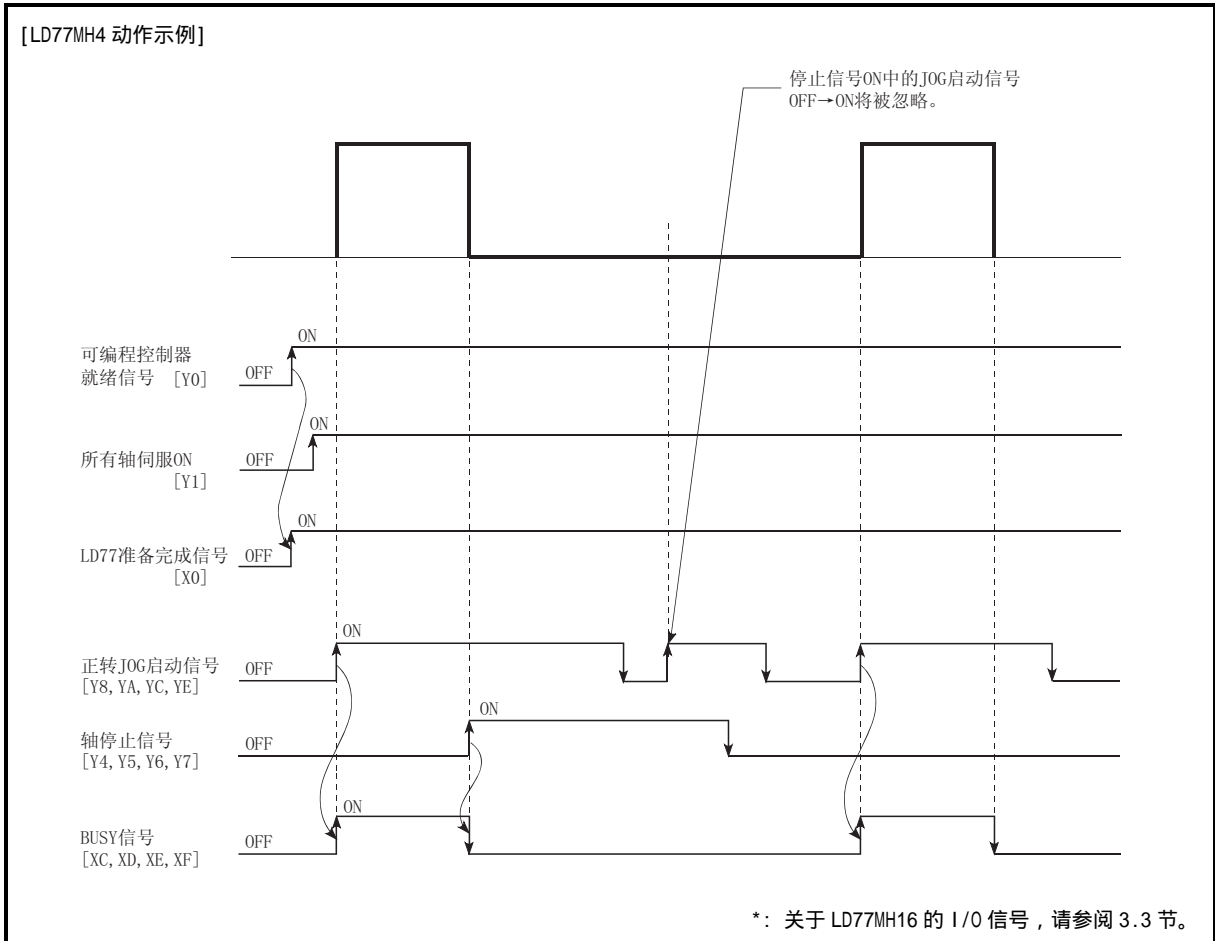 [LD77MH4 动作示例]
停止信号ON中的JOG启动信号
OFF→ON将被忽略。
ON
可编程控制器
就绪信号 [Y0]
OFF
ON
所有轴伺服ON
[Y1]
OFF
ON
LD77准备完成信号
[X0]
OFF
ON
正转JOG启动信号
[Y8, YA, YC, YE]
OFF
ON
轴停止信号
[Y4, Y5, Y6, Y7]
OFF
ON
BUSY信号
[XC, XD, XE, XF]
OFF
*: 关于 LD77MH16 的 I/O 信号，请参阅 3.3 节。